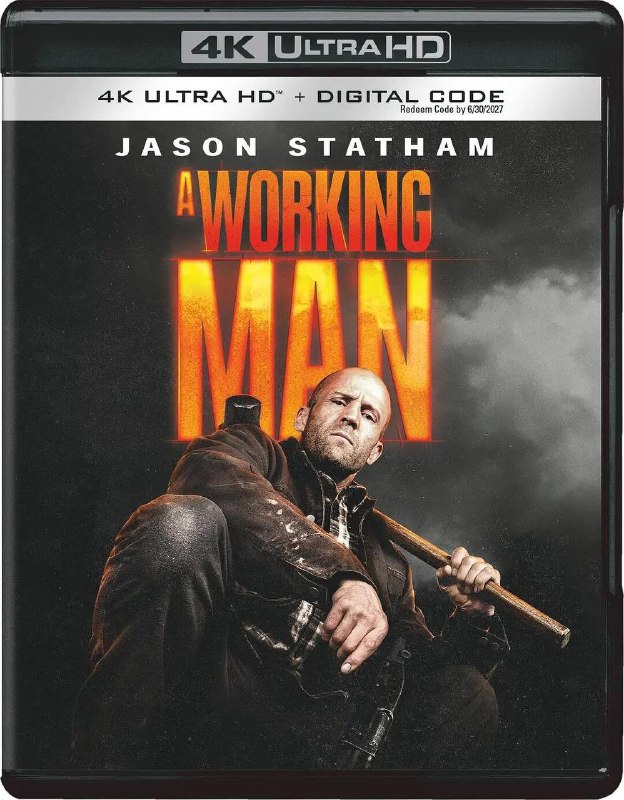 4K ULTRA HD
4K ULTRA HD™ + DIGITAL CODE
Redeem Code by 6/30/2027
JASON STATHAM
A WORKING
MAN